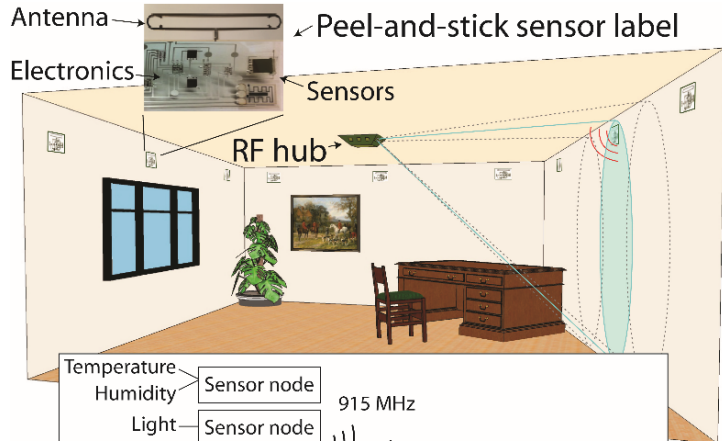 Antenna
Peel-and-stick sensor label
Electronics
Sensors
RF hub
Temperature
Humidity
Sensor node
915 MHz
Light
Sensor node